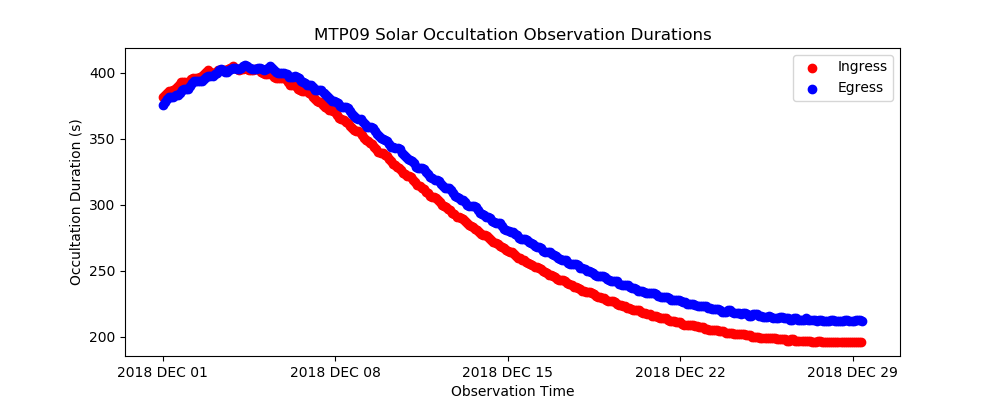 MTP09 Solar Occultation Observation Durations
Ingress
Egress
Occultation Duration (s)
400
350
300
250
200
2018 DEC 01
2018 DEC 08
2018 DEC 15
2018 DEC 22
2018 DEC 29
Observation Time